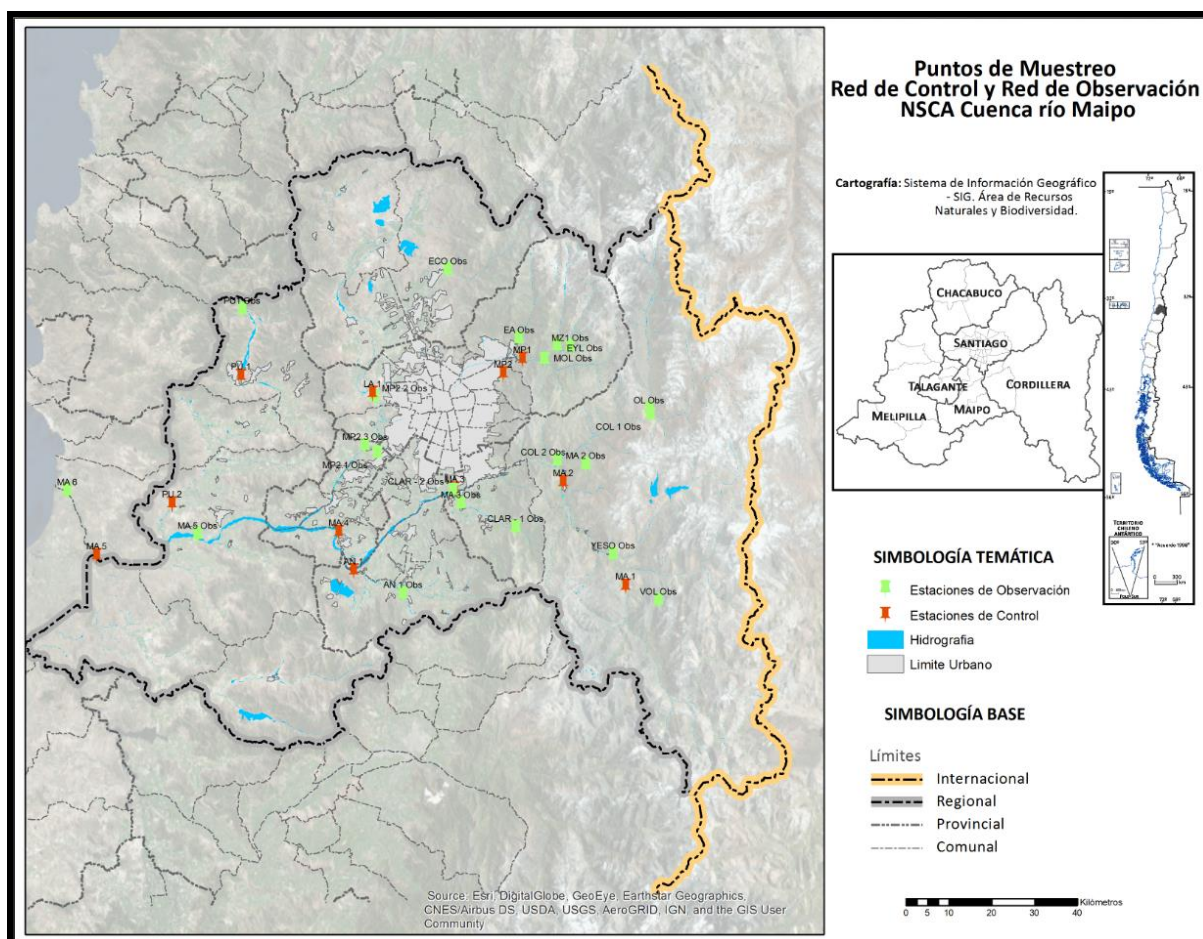 Puntos de Muestreo
Red de Control y Red de Observación
NSCA Cuenca río Maipo
Cartografía: Sistema de Información Geográfico
- SIG. Área de Recursos
Naturales y Biodiversidad.
CHACABUCO
SANTIAGO
TALAGANTE
CORDILLERA
MELIPILLA
MAIPO
TERRITORIO
CHILENO
ANTÁRTICO
SIMBOLOGÍA TEMÁTICA
Estaciones de Observación
Estaciones de Control
Hidrografia
Limite Urbano
SIMBOLOGÍA BASE
Límites
Internacional
Regional
Provincial
Comunal
Kilómetros
0 5 10 20 30 40
ECO Obs
EA Obs
MZ1 Obs
EYL Obs
MP1
MOL Obs
MP2
LA 1
MP2.2 Obs
OL Obs
COL 1 Obs
MP2.3 Obs
MP2.1 Obs
COL 2 Obs
MA 2 Obs
MA.2
CLAR - 2 Obs
MA.3
MA-3 Obs
MA 6
PU.2
MA-5 Obs
MA.4
CLAR - 1 Obs
MA.5
YESO Obs
AN 1 Obs
MA.1
VOL Obs
Source: Esri, DigitalGlobe, GeoEye, Earthstar Geographics,
CNES/Airbus DS, USDA, USGS, AeroGRID, IGN, and the GIS User
Community